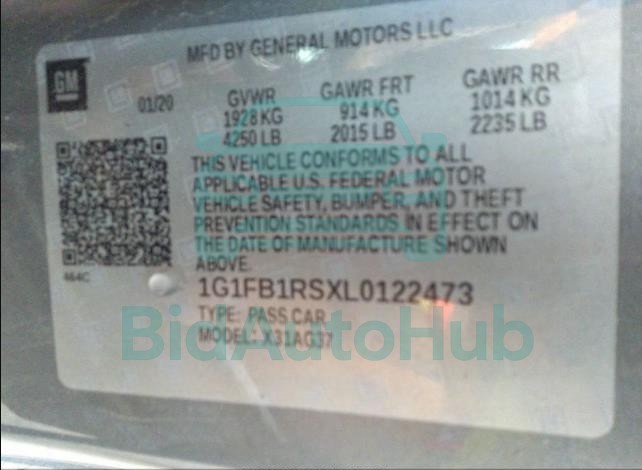 MFD BY GENERAL MOTORS LLC
GM
01/20
GVWR GAWR FRT GAWR RR
1928 KG 914 KG 1014 KG
4250 LB 2015 LB 2235 LB
THIS VEHICLE CONFORMS TO ALL
APPLICABLE U.S. FEDERAL MOTOR
VEHICLE SAFETY, BUMPER, AND THEFT
PREVENTION STANDARDS IN EFFECT ON
THE DATE OF MANUFACTURE SHOWN
ABOVE.
464C
1G1FB1RSXL0122473
TYPE: PASS CAR
MODEL: X31AG37
BidAutoHub